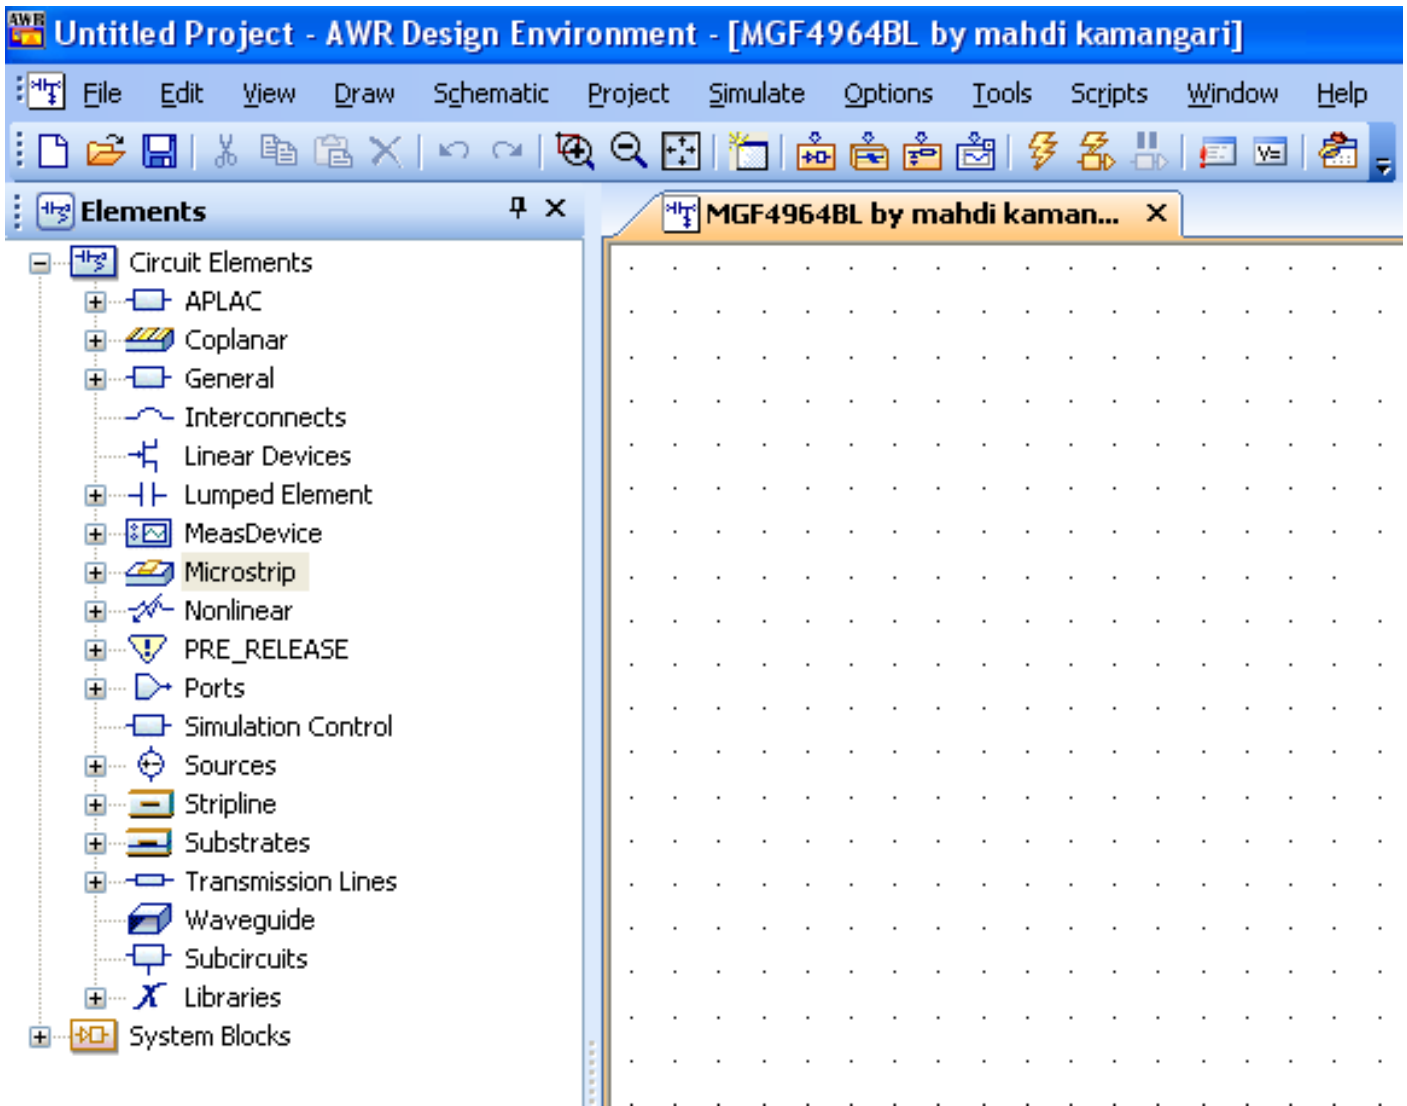 AWR Untitled Project - AWR Design Environment - [MGF4964BL by mahdi kamangari]
File Edit View Draw Schematic Project Simulate Options Tools Scripts Window Help
V=
Elements
MGF4964BL by mahdi kaman...
Circuit Elements
APLAC
Coplanar
General
Interconnects
Linear Devices
Lumped Element
MeasDevice
Microstrip
Nonlinear
PRE_RELEASE
Ports
Simulation Control
Sources
Stripline
Substrates
Transmission Lines
Waveguide
Subcircuits
X Libraries
System Blocks